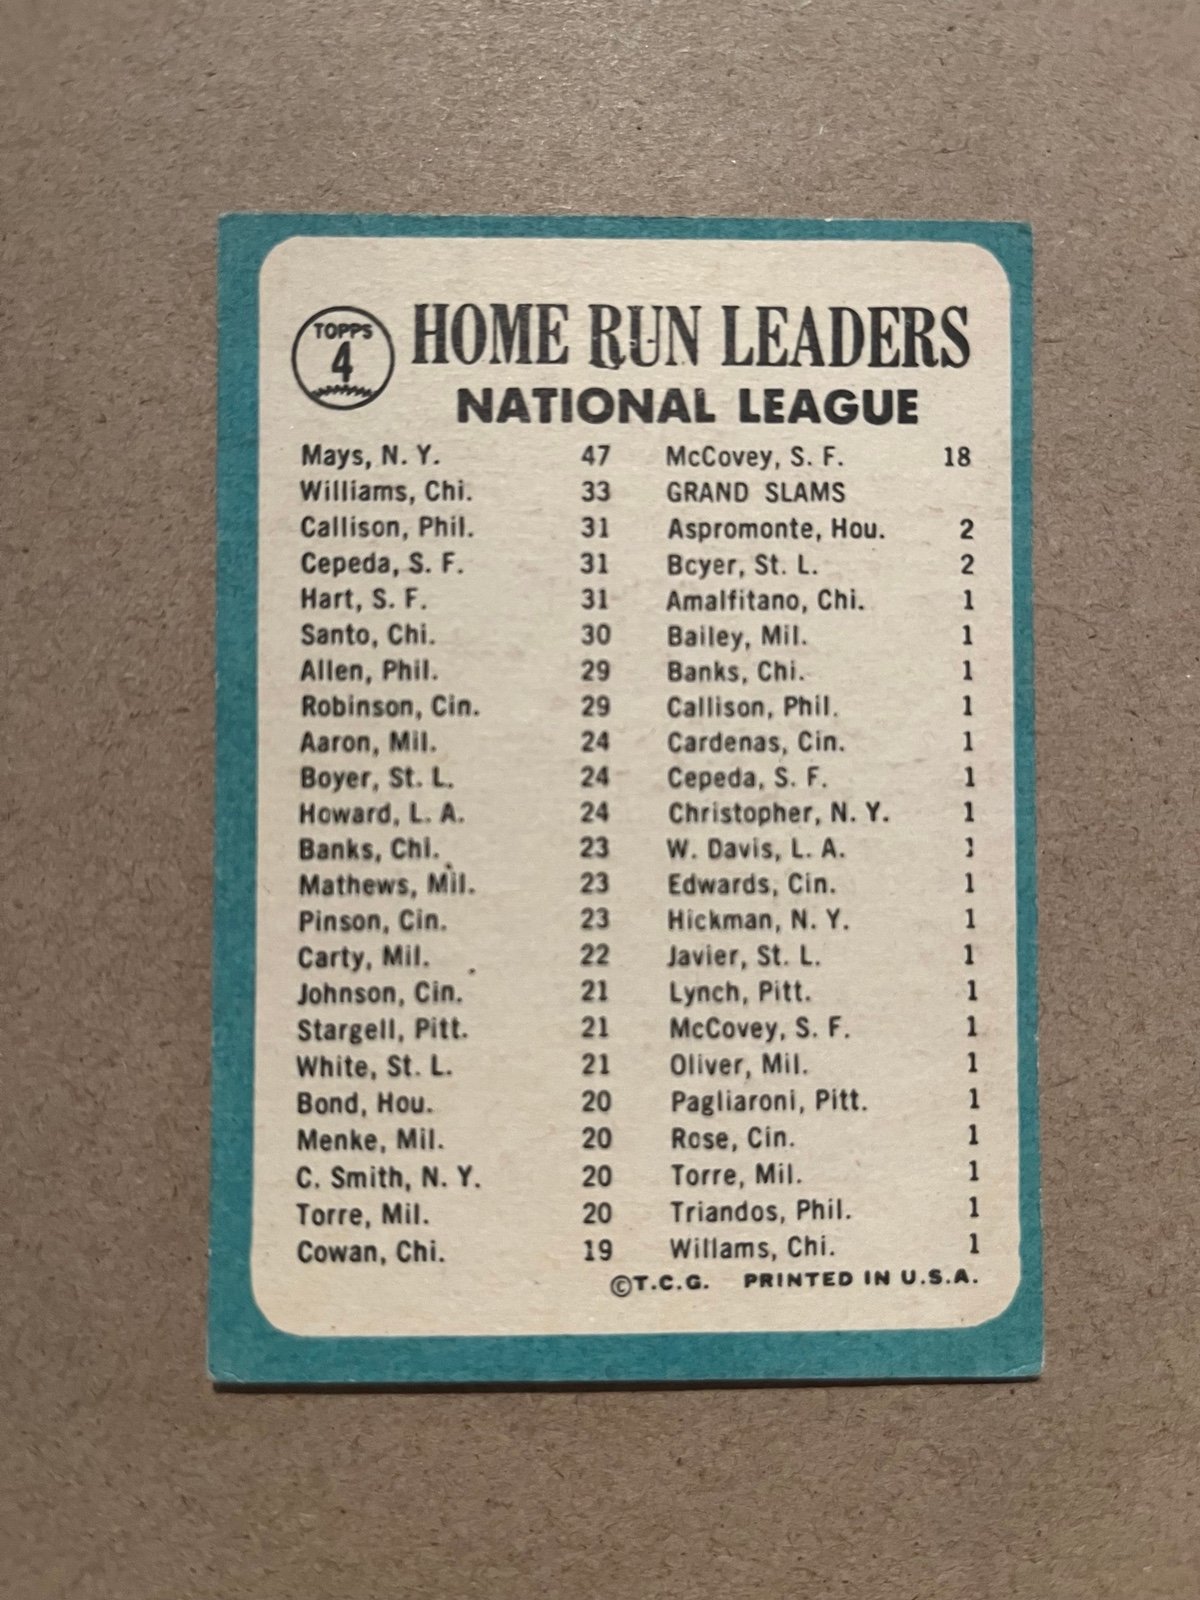 TOPPS
4
HOME RUN LEADERS
NATIONAL LEAGUE
Mays, N. Y. 47
Williams, Chi. 33
Callison, Phil. 31
Cepeda, S. F. 31
Hart, S. F. 31
Santo, Chi. 30
Allen, Phil. 29
Robinson, Cin. 29
Aaron, Mil. 24
Boyer, St. L. 24
Howard, L. A. 24
Banks, Chi. 23
Mathews, Mil. 23
Pinson, Cin. 23
Carty, Mil. 22
Johnson, Cin. 21
Stargell, Pitt. 21
White, St. L. 21
Bond, Hou. 20
Menke, Mil. 20
C. Smith, N. Y. 20
Torre, Mil. 20
Cowan, Chi. 19
McCovey, S. F. 18
GRAND SLAMS
Aspromonte, Hou. 2
Bcyer, St. L. 2
Amalfitano, Chi. 1
Bailey, Mil. 1
Banks, Chi. 1
Callison, Phil. 1
Cardenas, Cin. 1
Cepeda, S. F. 1
Christopher, N. Y. 1
W. Davis, L. A. 1
Edwards, Cin. 1
Hickman, N. Y. 1
Javier, St. L. 1
Lynch, Pitt. 1
McCovey, S. F. 1
Oliver, Mil. 1
Pagliaroni, Pitt. 1
Rose, Cin. 1
Torre, Mil. 1
Triandos, Phil. 1
Willams, Chi. 1
©T.C.G. PRINTED IN U.S.A.